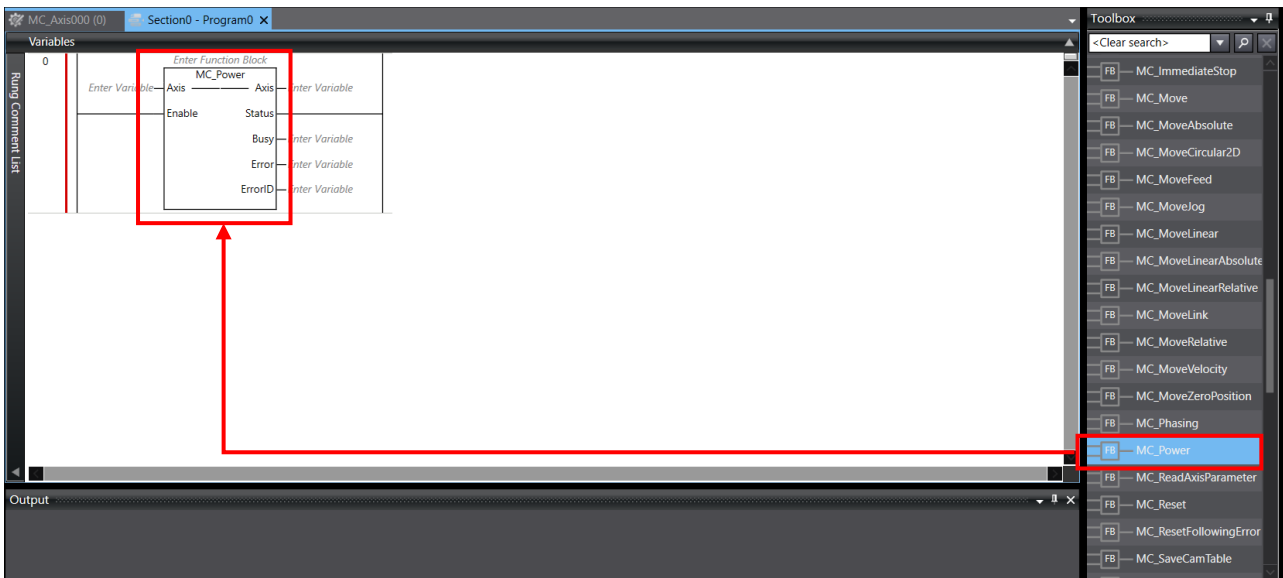 MC_Axis000 (0)
Section0 - Program0
Variables
Rung Comment List
0
Enter Function Block
MC_Power
Enter Variable
Axis
Axis
Enter Variable
Enable
Status
Busy
Enter Variable
Error
Enter Variable
ErrorID
Enter Variable
Output
Toolbox
<Clear search>
FB MC_ImmediateStop
FB MC_Move
FB MC_MoveAbsolute
FB MC_MoveCircular2D
FB MC_MoveFeed
FB MC_MoveJog
FB MC_MoveLinear
FB MC_MoveLinearAbsolute
FB MC_MoveLinearRelative
FB MC_MoveLink
FB MC_MoveRelative
FB MC_MoveVelocity
FB MC_MoveZeroPosition
FB MC_Phasing
FB MC_Power
FB MC_ReadAxisParameter
FB MC_Reset
FB MC_ResetFollowingError
FB MC_SaveCamTable